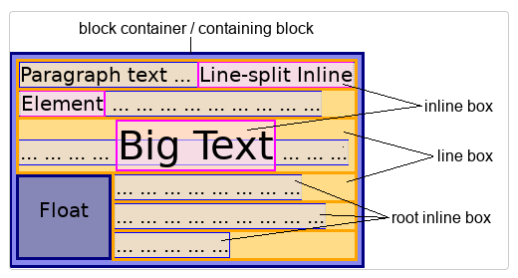 block container / containing block
Paragraph text ... Line-split Inline
Element ... ... ... ... ... ... ... ... ...
inline box
... ... ... ... Big Text ... ... ...
line box
... ... ... ... ... ... ... ...
Float
... ... ... ... ... ... ... ... ...
root inline box
... ... ... ... ...